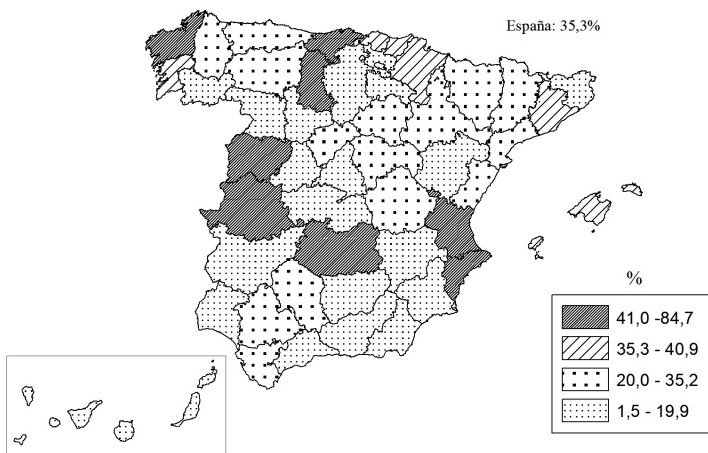 España: 35,3%
%
41,0 -84,7
35,3 - 40,9
20,0 - 35,2
1,5 - 19,9